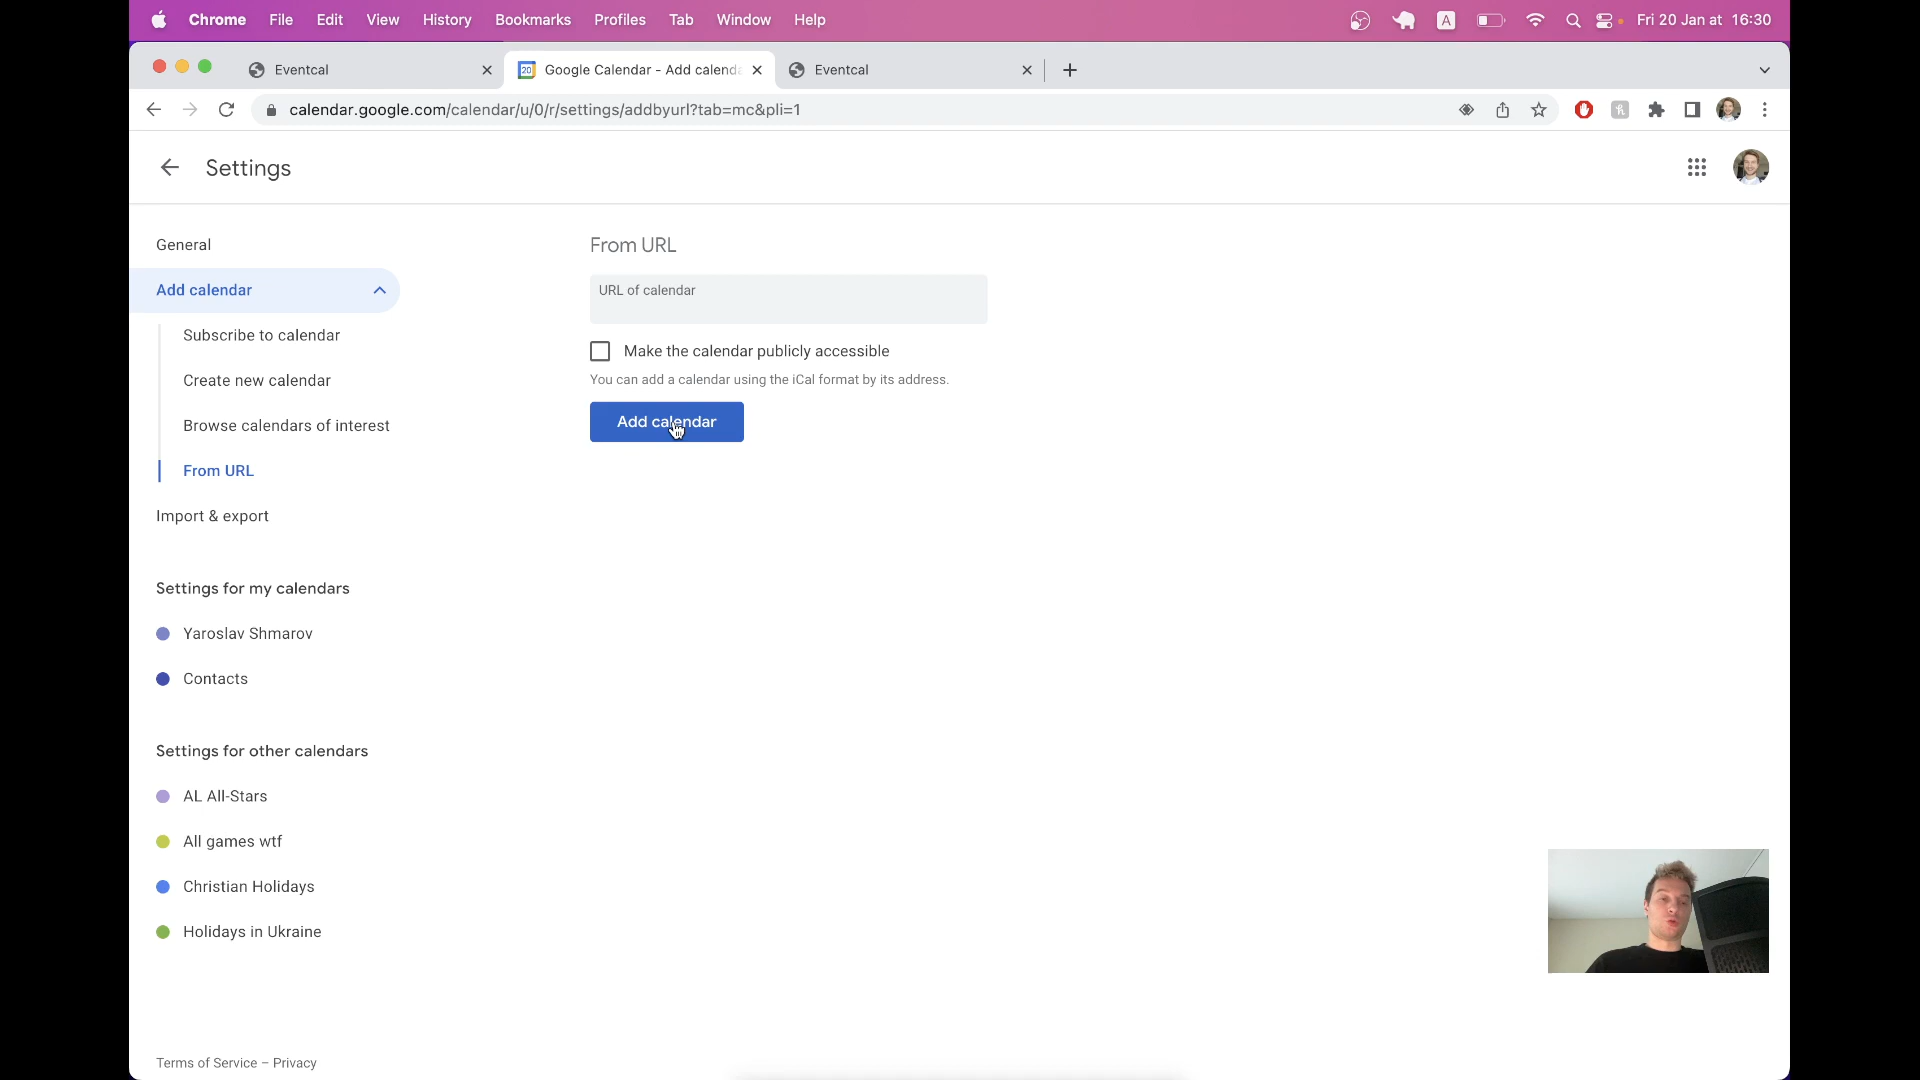 Chrome File Edit View History Bookmarks Profiles Tab Window Help A Fri 20 Jan at 16:30
Eventcal
20 Google Calendar - Add calenda
Eventcal
calendar.google.com/calendar/u/0/r/settings/addbyurl?tab=mc&pli=1
Settings
General
Add calendar
Subscribe to calendar
Create new calendar
Browse calendars of interest
From URL
Import & export
Settings for my calendars
Yaroslav Shmarov
Contacts
Settings for other calendars
AL All-Stars
All games wtf
Christian Holidays
Holidays in Ukraine
Terms of Service – Privacy
From URL
URL of calendar
Make the calendar publicly accessible
You can add a calendar using the iCal format by its address.
Add calendar